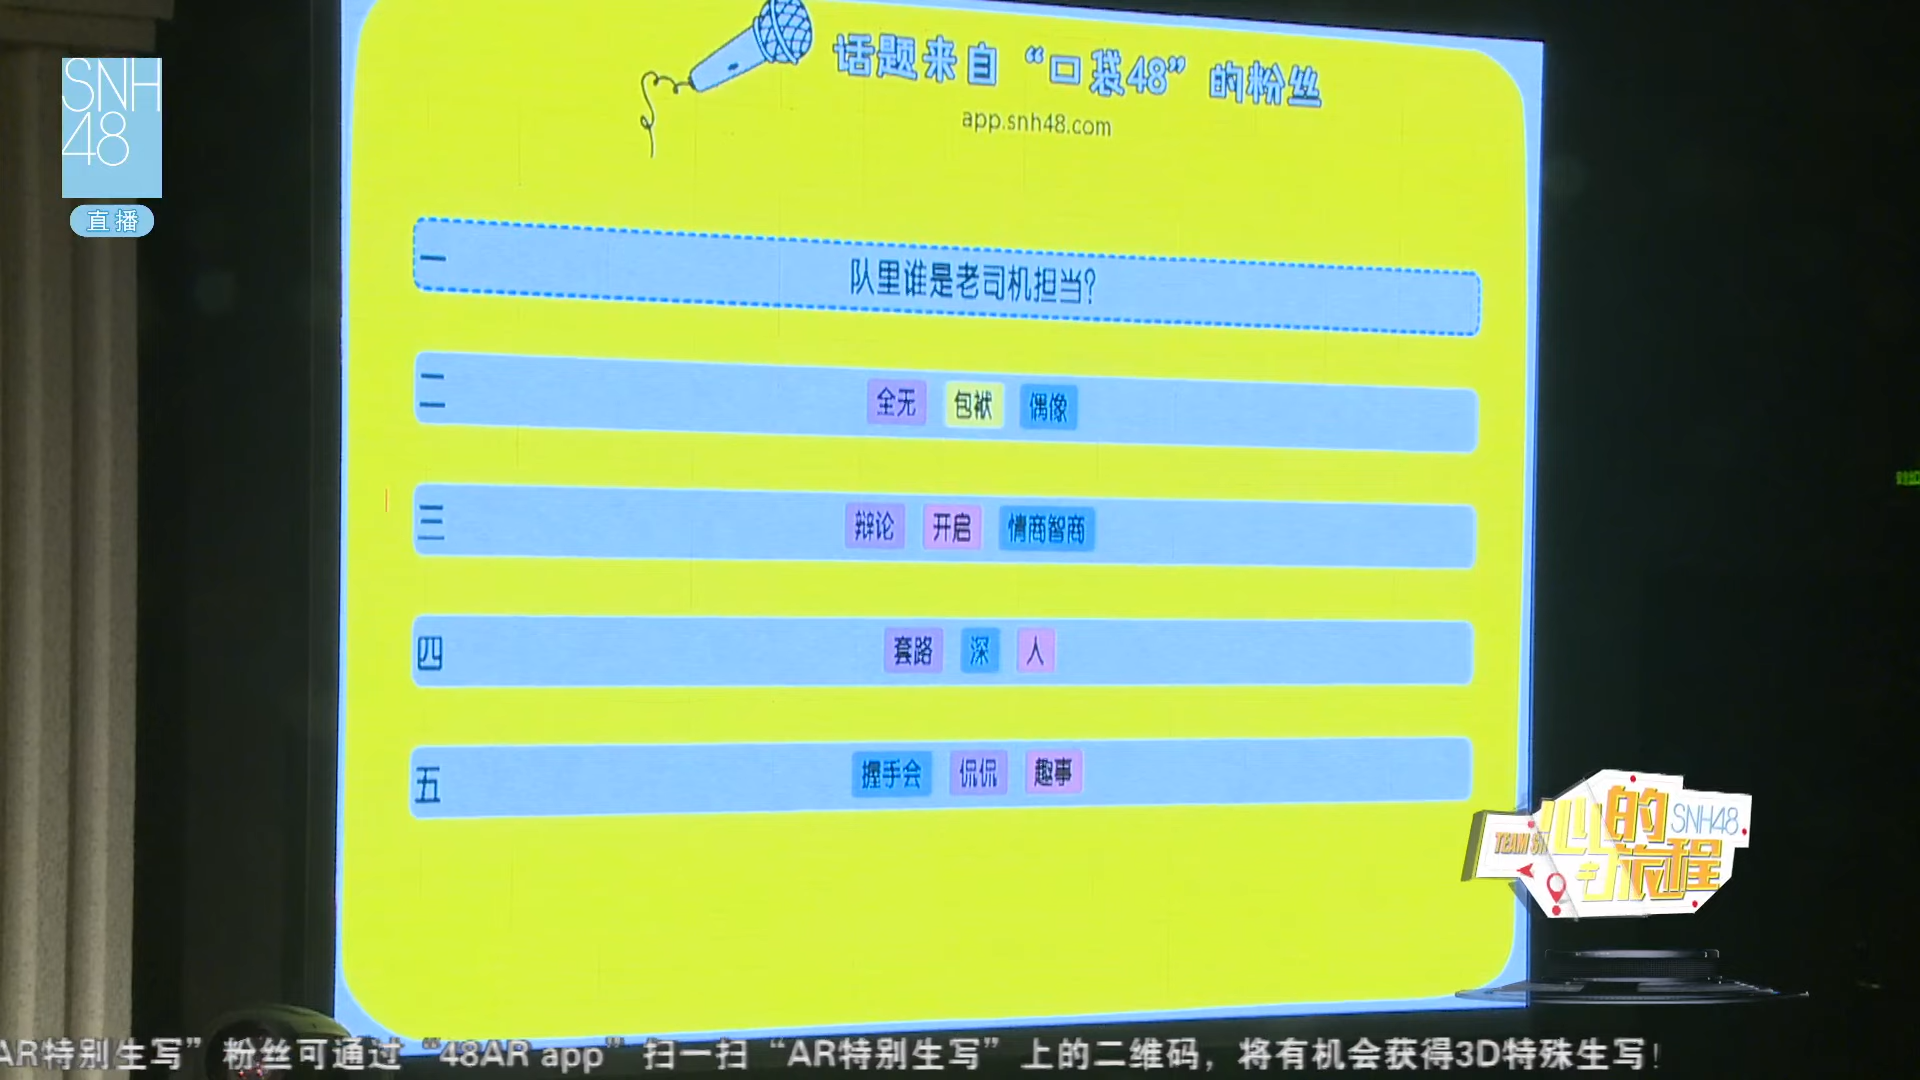 SNH
48
直播
话题来自“口袋48”的粉丝
app.snh48.com
一 队里谁是老司机担当?
二 全无 包袱 偶像
三 辩论 开启 情商智商
四 套路 深 人
五 握手会 侃侃 趣事
心的旅程
SNH48
TEAM SII
AR特别生写”粉丝可通过“48AR app”扫一扫“AR特别生写”上的二维码，将有机会获得3D特殊生写!